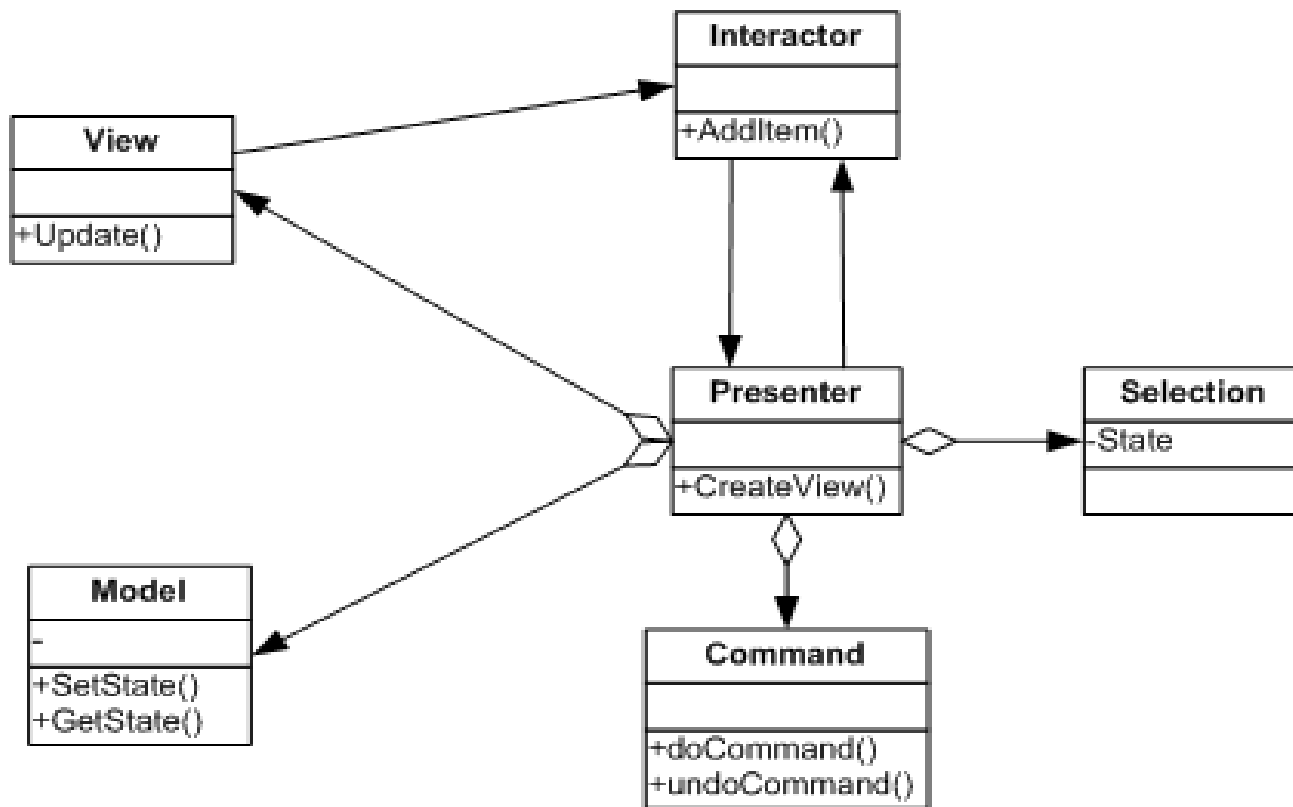 Interactor
+AddItem()
View
+Update()
Presenter
+CreateView()
Selection
-State
Model
-
+SetState()
+GetState()
Command
+doCommand()
+undoCommand()